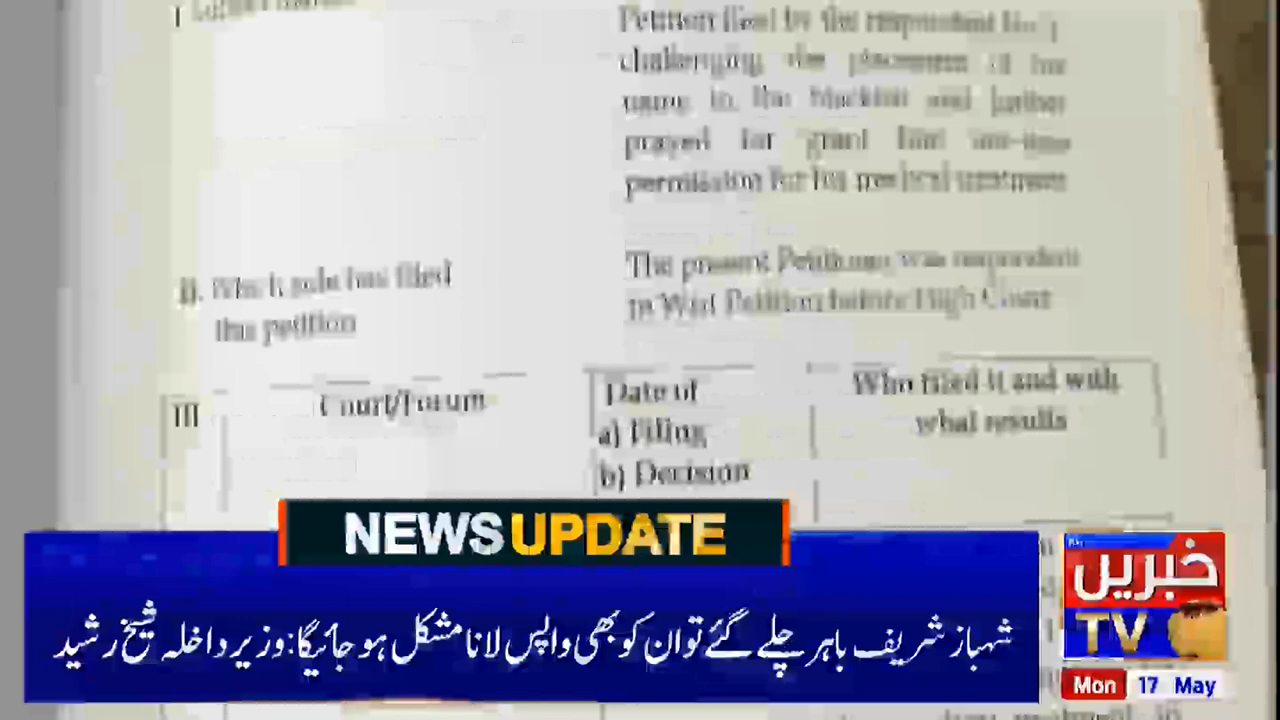 Petition filed by the respondent
challenging the placement of his
name in the blacklist and further
prayed for grant him one-time
permission for his medical treatment
II. Which side has filed
this petition
The present Petitioner was respondent
in Writ Petition before High Court
III
Court/Forum
Date of
a) Filing
b) Decision
Who filed it and with
what results
NEWS UPDATE
شہباز شریف باہر چلے گئے تو ان کو بھی واپس لانا مشکل ہو جائیگا: وزیر داخلہ شیخ رشید
خبریں
TV
Mon 17 May